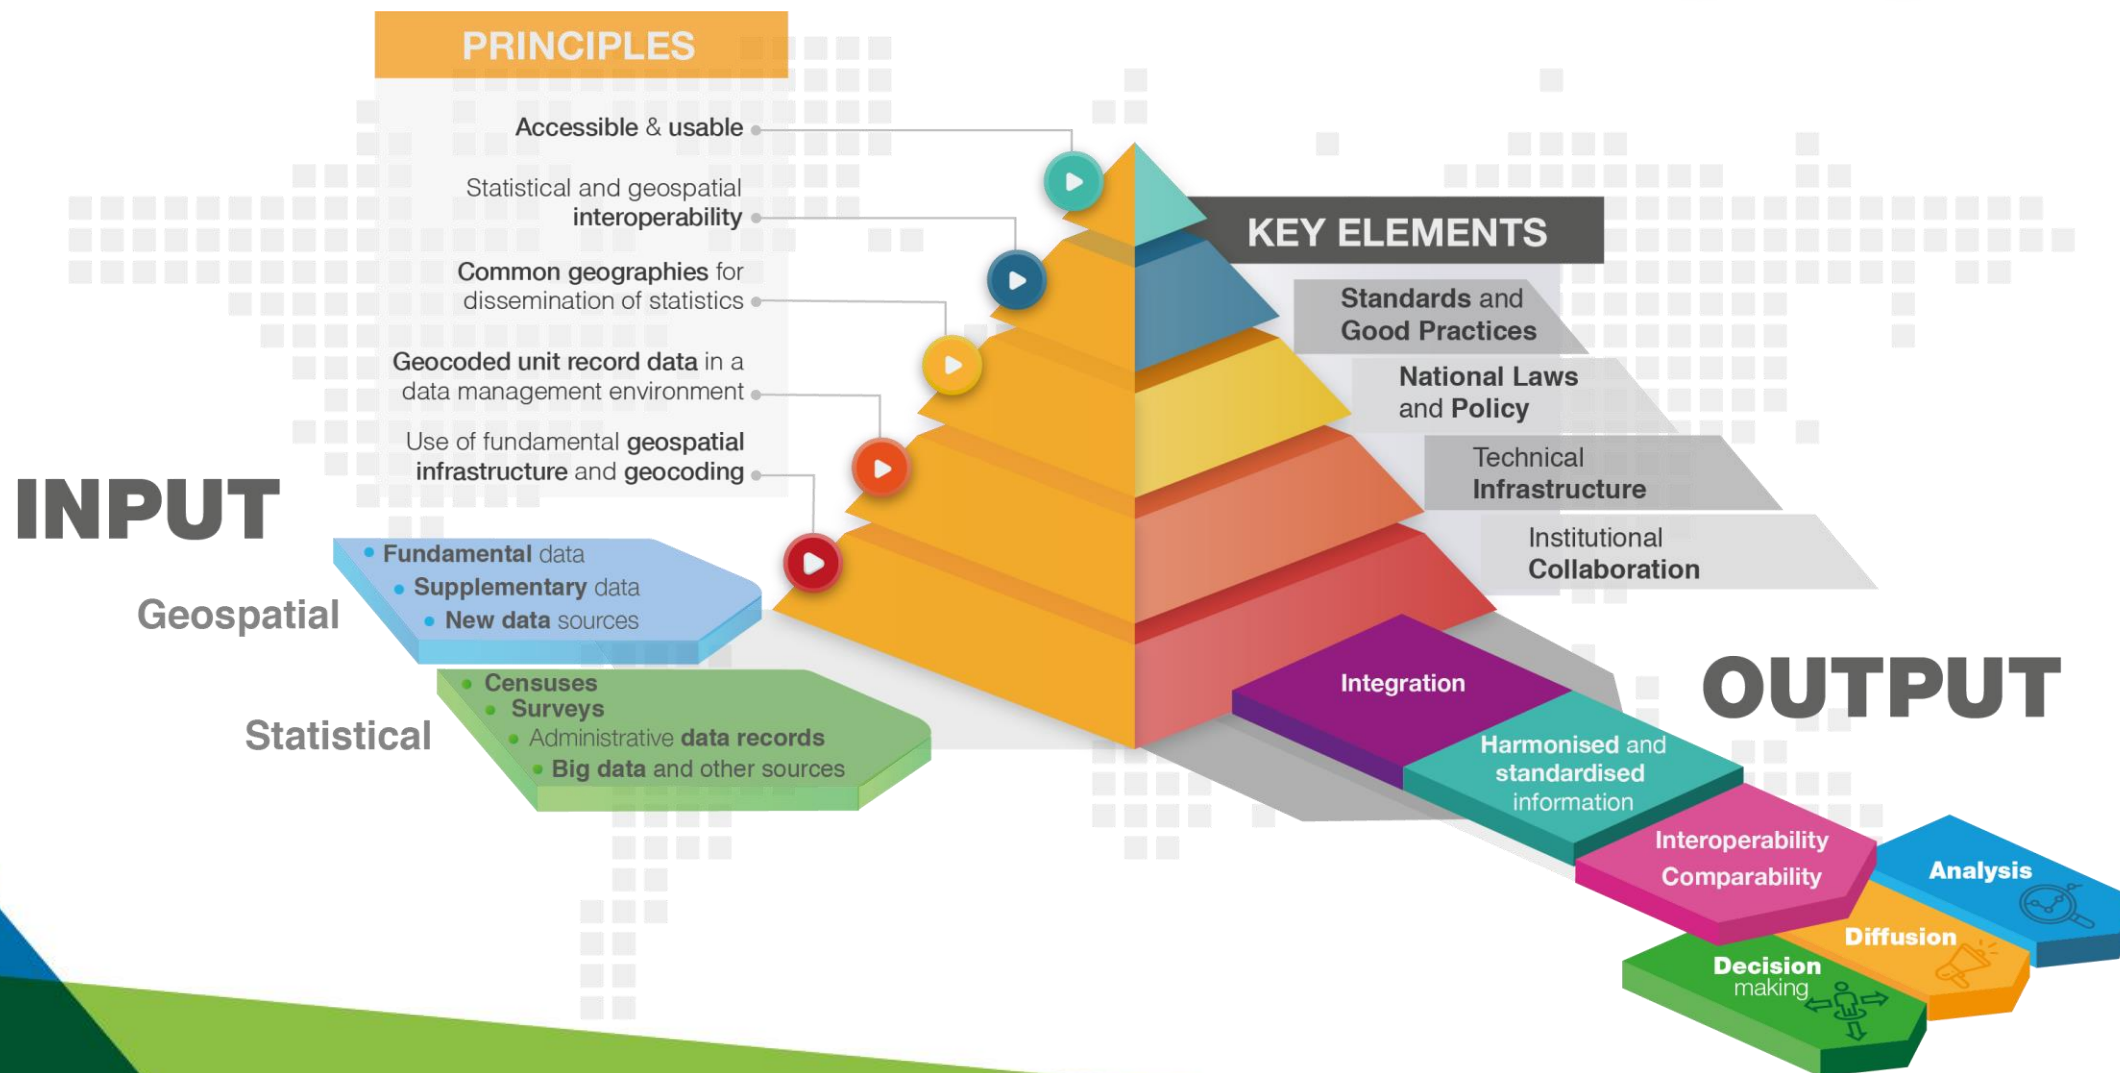 PRINCIPLES
Accessible & usable
Statistical and geospatial
interoperability
Common geographies for
dissemination of statistics
Geocoded unit record data in a
data management environment
Use of fundamental geospatial
infrastructure and geocoding
KEY ELEMENTS
Standards and
Good Practices
National Laws
and Policy
Technical
Infrastructure
Institutional
Collaboration
INPUT
Geospatial
Fundamental data
Supplementary data
New data sources
Statistical
Censuses
Surveys
Administrative data records
Big data and other sources
OUTPUT
Integration
Harmonised and
standardised
information
Interoperability
Comparability
Analysis
Diffusion
Decision
making